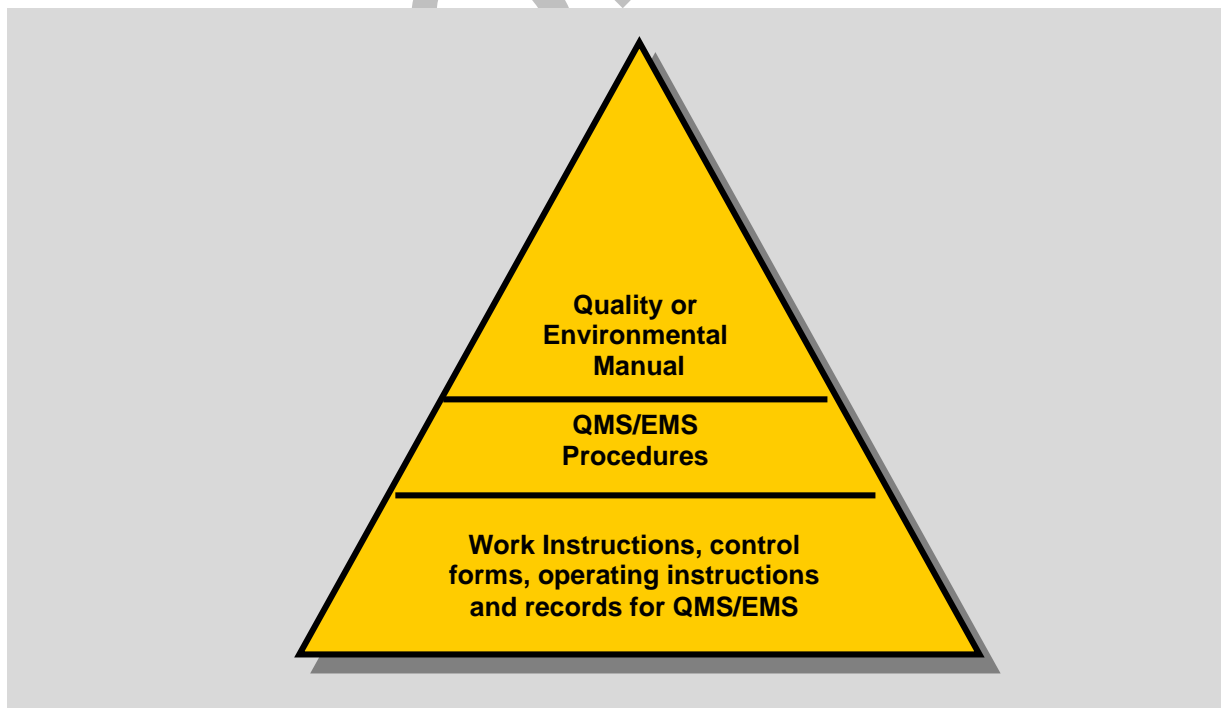 Quality or
Environmental
Manual
QMS/EMS
Procedures
Work Instructions, control
forms, operating instructions
and records for QMS/EMS